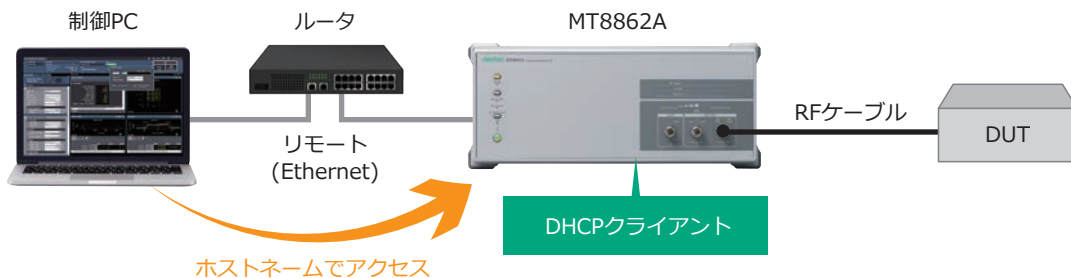 制御PC
ルータ
MT8862A
リモート
(Ethernet)
RFケーブル
DUT
DHCPクライアント
ホストネームでアクセス